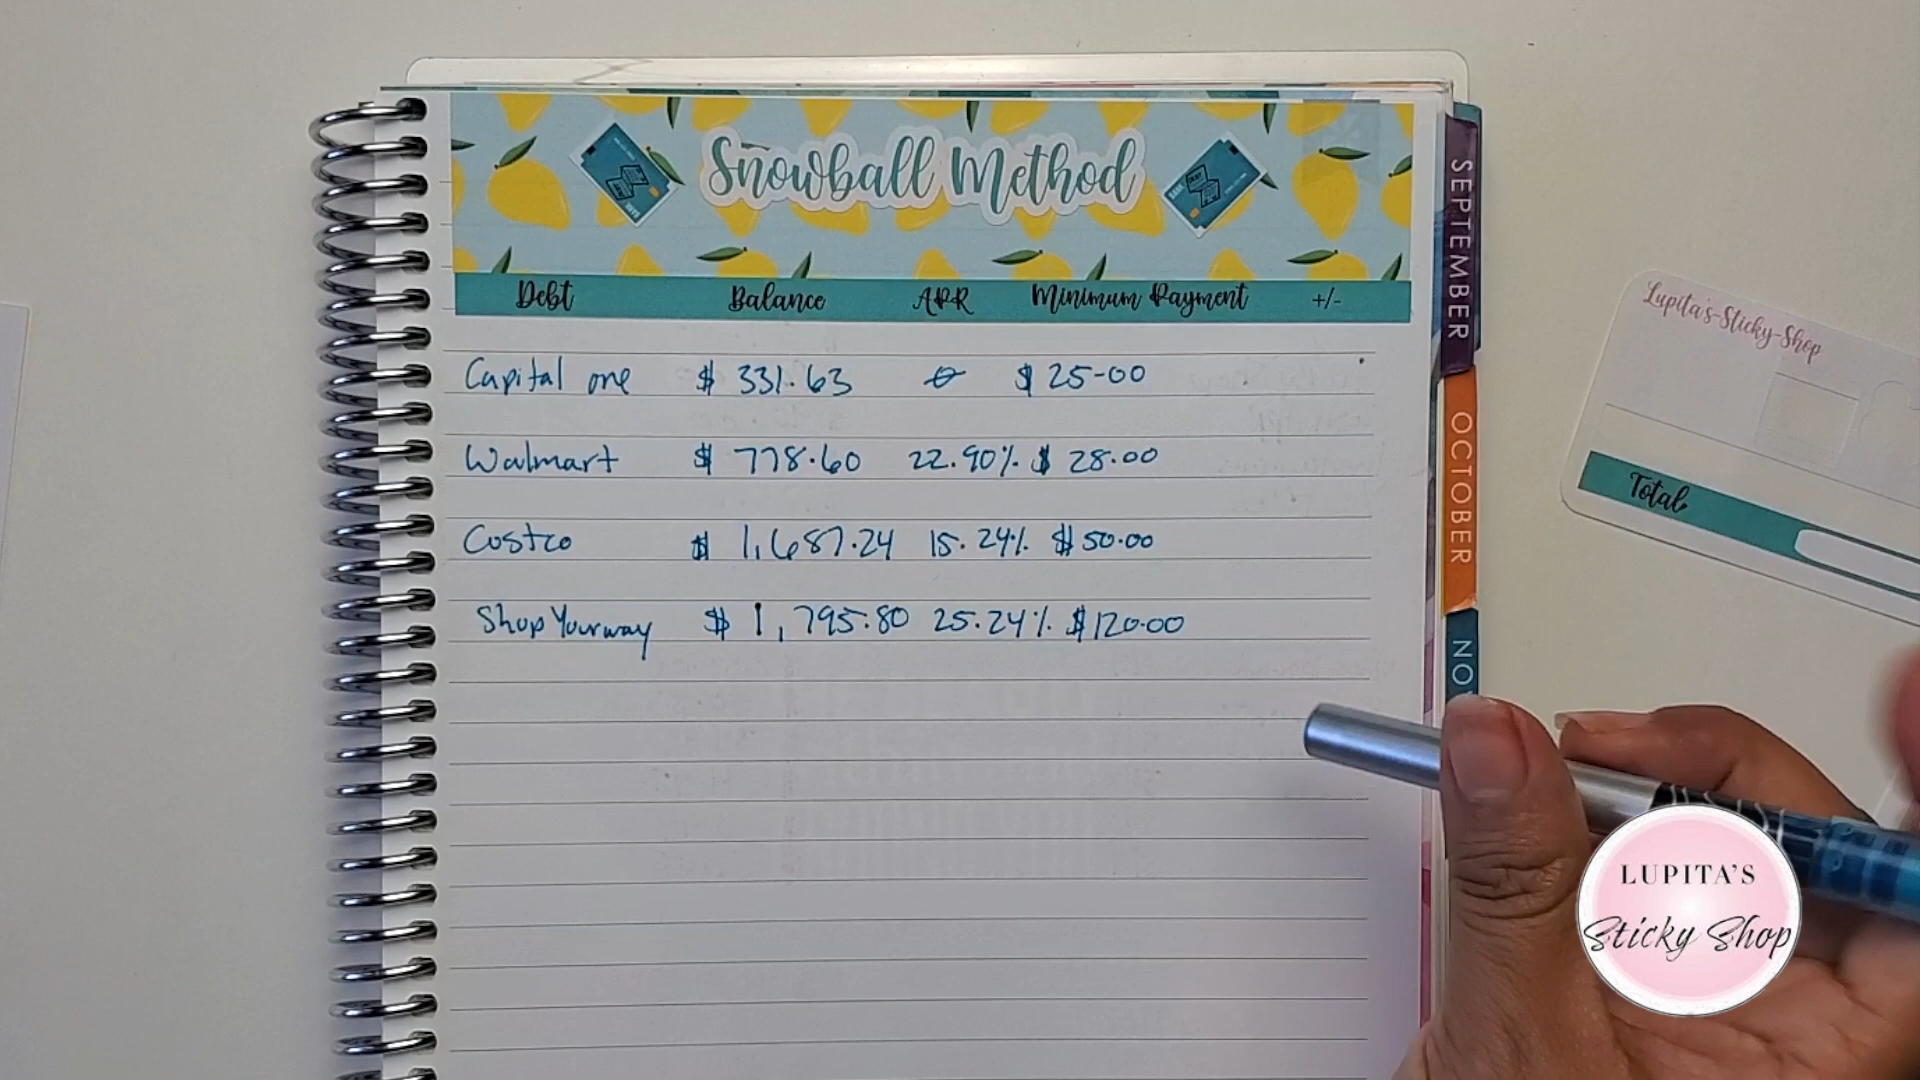 Snowball Method
Debt Balance APR Minimum Payment +/-
Capital one $ 331.63 0 $ 25-00
Walmart $ 778.60 22.90% $ 28.00
Costco $ 1,687.24 15.24% $50.00
Shop Yourway $ 1,795.80 25.24% $120.00
SEPTEMBER
OCTOBER
NO
Lupita's-Sticky-Shop
Total
LUPITA'S
Sticky Shop